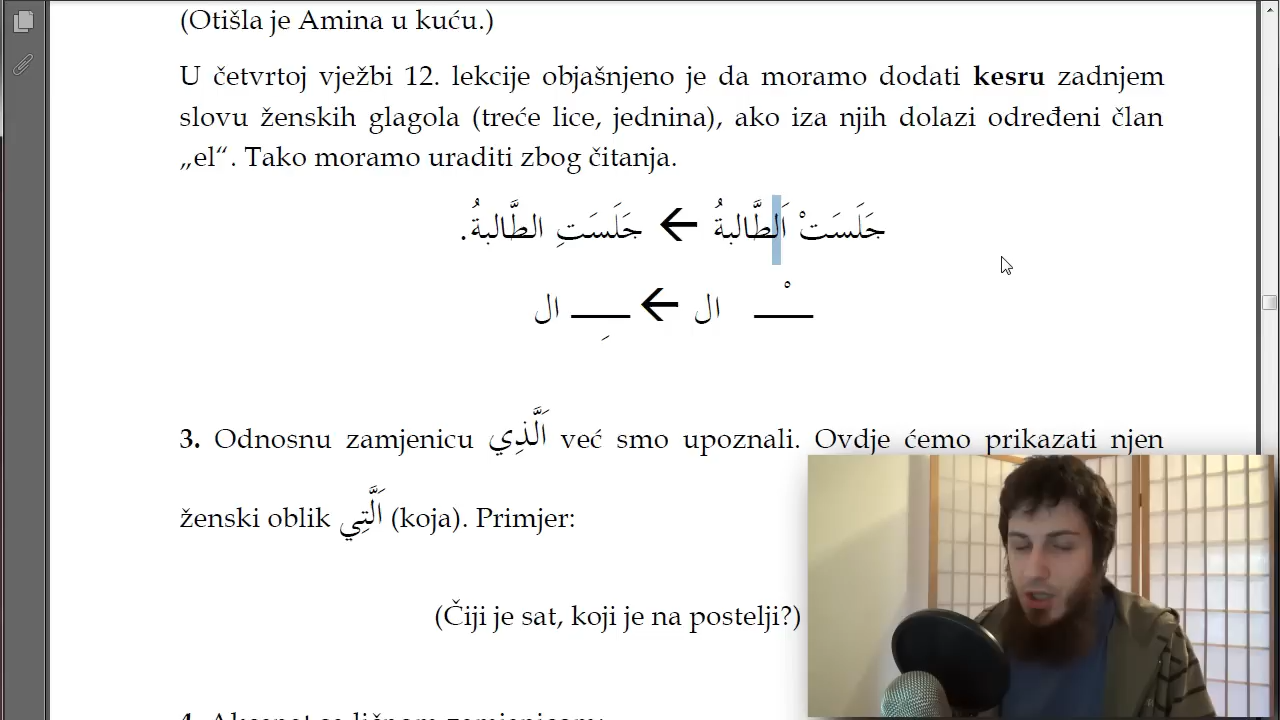 (Otišla je Amina u kuću.)
U četvrtoj vježbi 12. lekcije objašnjeno je da moramo dodati kesru zadnjem
slovu ženskih glagola (treće lice, jednina), ako iza njih dolazi određeni član
„el“. Tako moramo uraditi zbog čitanja.
جَلَسَتْ اَلطَّالبةُ ← جَلَسَتِ الطَّالبةُ.
ـْ ال ← ـِ ال
3. Odnosnu zamjenicu اَلَّذِي već smo upoznali. Ovdje ćemo prikazati njen
ženski oblik اَلَّتِي (koja). Primjer:
(Čiji je sat, koji je na postelji?)